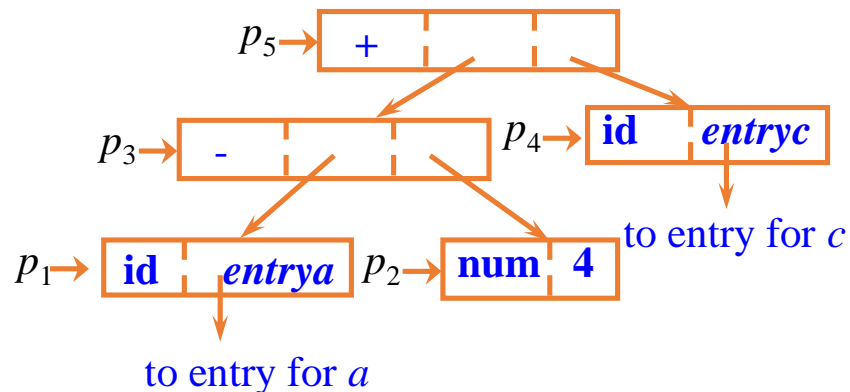 p5 +
p3 - p4 id entryc
to entry for c
p1 id entrya p2 num 4
to entry for a